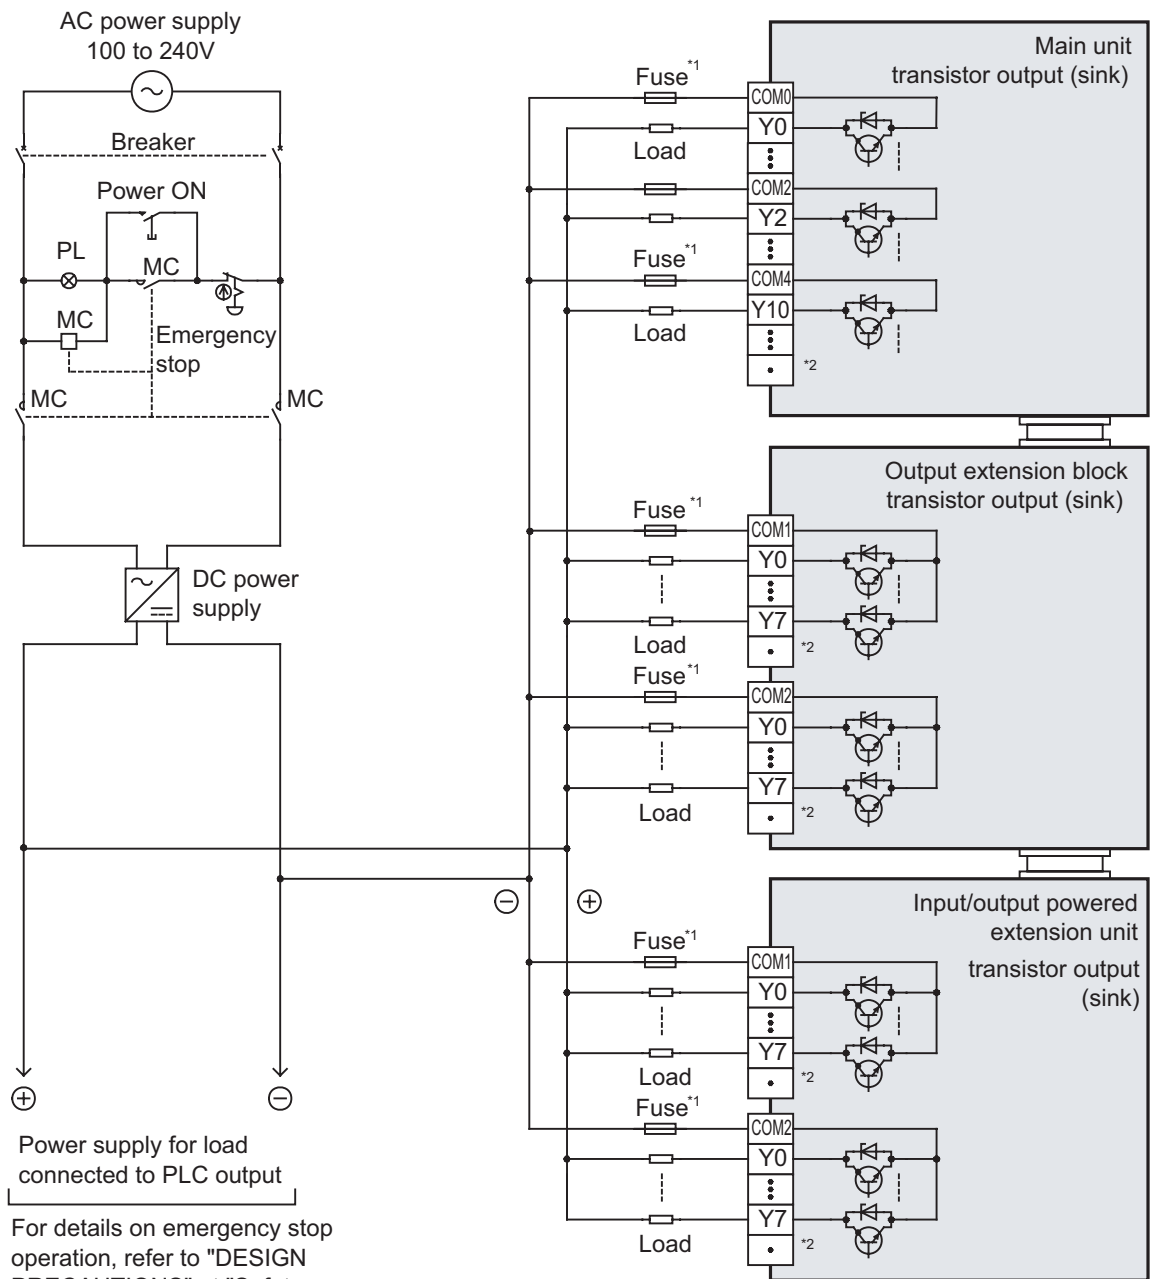 AC power supply
100 to 240V
Breaker
Power ON
PL
MC
MC
Emergency
stop
MC
MC
DC power
supply
Power supply for load
connected to PLC output
For details on emergency stop
operation, refer to "DESIGN
Main unit
transistor output (sink)
Fuse*1
COM0
Y0
Load
COM2
Y2
Fuse*1
COM4
Y10
Load
*2
Output extension block
transistor output (sink)
Fuse*1
COM1
Y0
Y7
Load
*2
Fuse*1
COM2
Y0
Y7
Load
*2
Input/output powered
extension unit
transistor output
(sink)
Fuse*1
COM1
Y0
Y7
Load
*2
Fuse*1
COM2
Y0
Y7
Load
*2